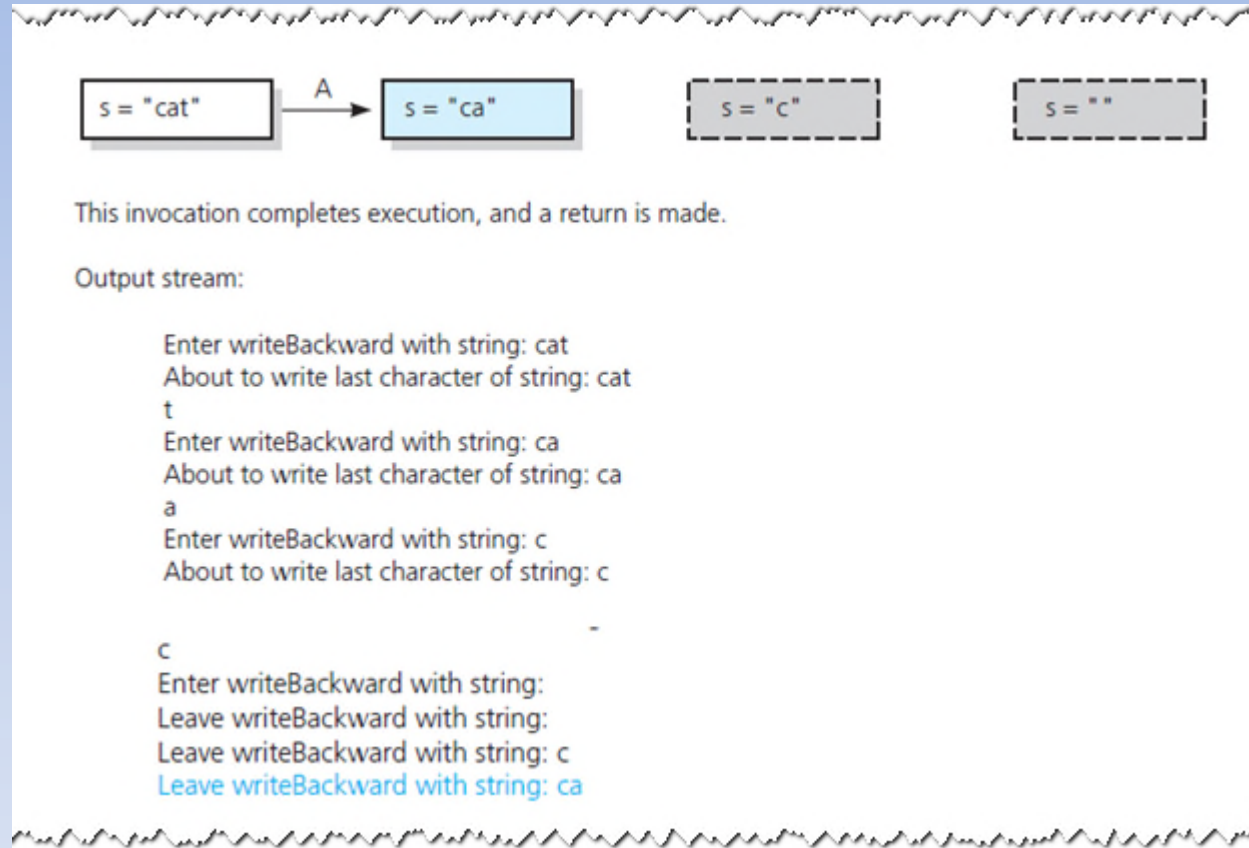 s = "cat" A s = "ca" s = "c" s = " "
This invocation completes execution, and a return is made.
Output stream:
Enter writeBackward with string: cat
About to write last character of string: cat
t
Enter writeBackward with string: ca
About to write last character of string: ca
a
Enter writeBackward with string: c
About to write last character of string: c
c
Enter writeBackward with string:
Leave writeBackward with string:
Leave writeBackward with string: c
Leave writeBackward with string: ca